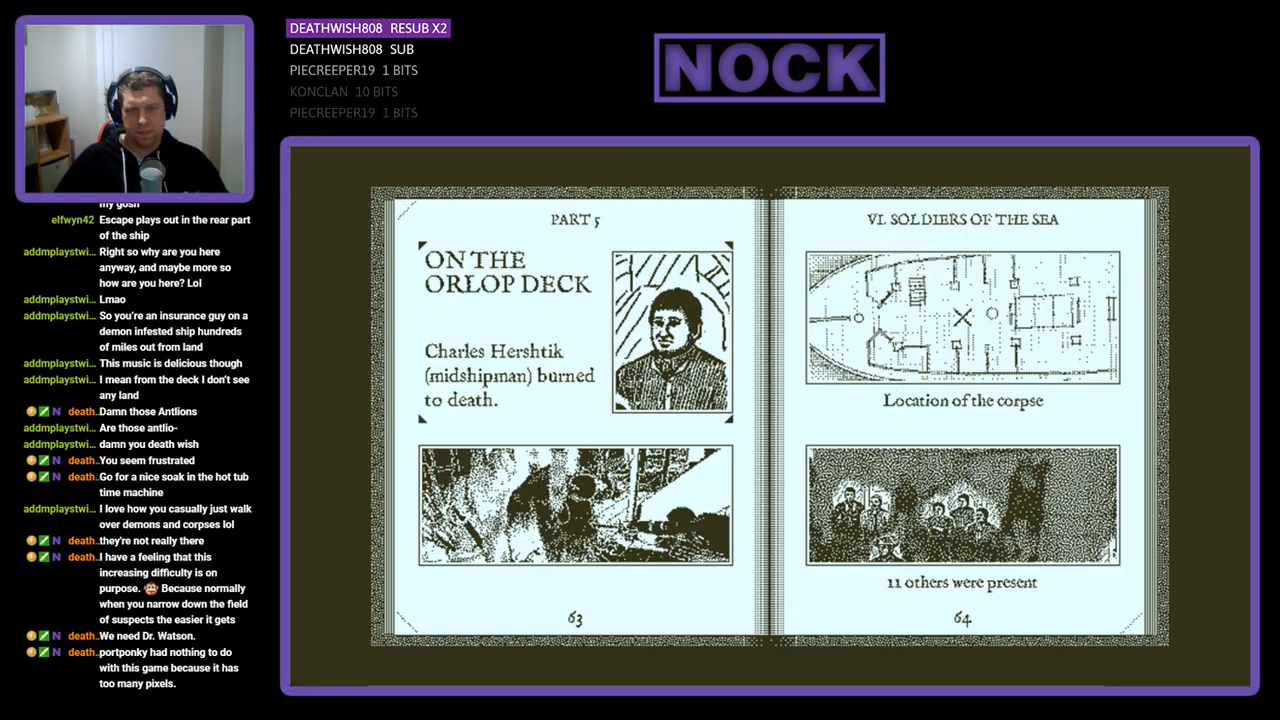 DEATHWISH808 RESUB X2
DEATHWISH808 SUB
PIECREEPER19 1 BITS
KONCLAN 10 BITS
PIECREEPER19 1 BITS
NOCK
my gosh
elfwyn42 Escape plays out in the rear part
of the ship
addmplaystwi... Right so why are you here
anyway, and maybe more so
how are you here? Lol
addmplaystwi... Lmao
addmplaystwi... So you're an insurance guy on a
demon infested ship hundreds
of miles out from land
addmplaystwi... This music is delicious though
addmplaystwi... I mean from the deck I don't see
any land
N death... Damn those Antlions
addmplaystwi... Are those antlio-
addmplaystwi... damn you death wish
N death... You seem frustrated
N death... Go for a nice soak in the hot tub
time machine
addmplaystwi... I love how you casually just walk
over demons and corpses lol
N death... they're not really there
N death... I have a feeling that this
increasing difficulty is on
purpose. Because normally
when you narrow down the field
of suspects the easier it gets
N death... We need Dr. Watson.
N death... portponky had nothing to do
with this game because it has
too many pixels.
PART 5
ON THE
ORLOP DECK
Charles Hershtik
(midshipman) burned
to death.
63
VI. SOLDIERS OF THE SEA
Location of the corpse
11 others were present
64